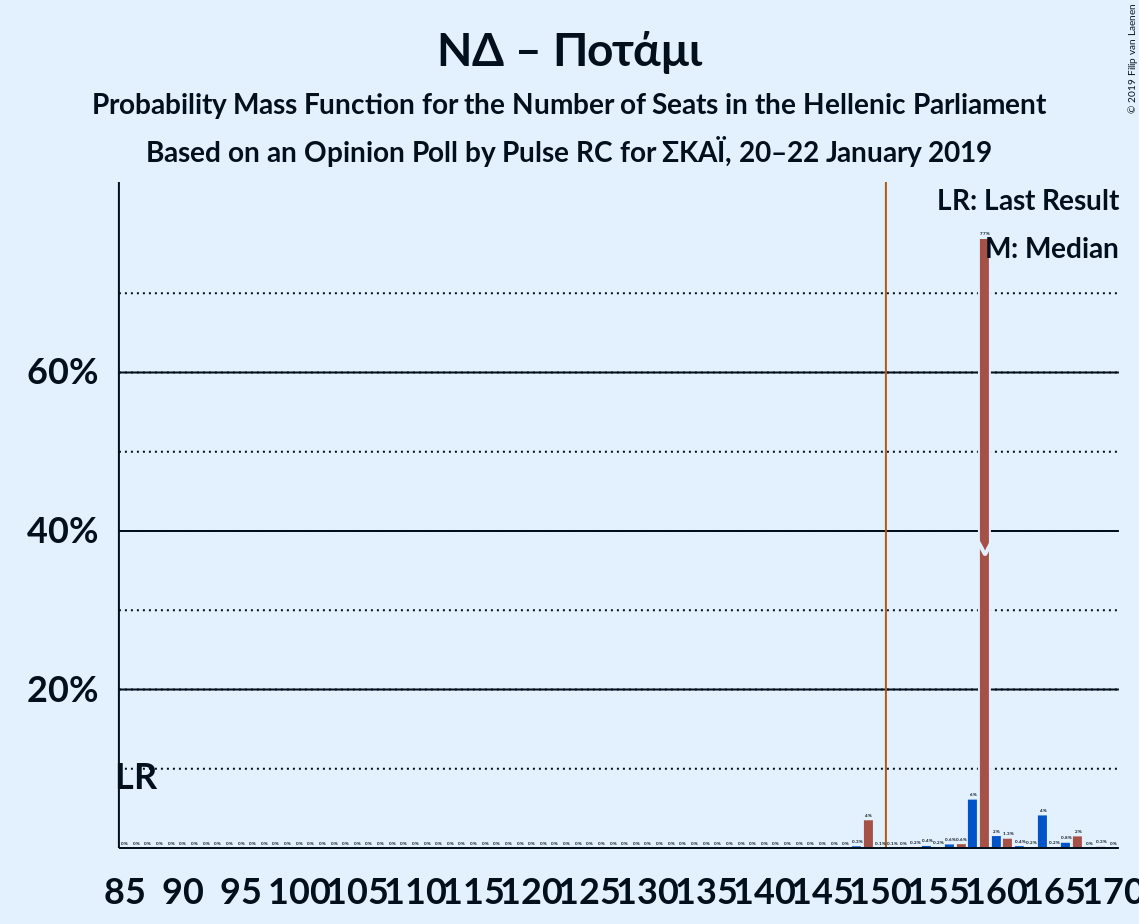 ΝΔ – Ποτάμι
Probability Mass Function for the Number of Seats in the Hellenic Parliament
Based on an Opinion Poll by Pulse RC for ΣΚΑΪ, 20–22 January 2019
© 2019 Filip van Laenen
LR: Last Result
M: Median
77%
60%
40%
20%
LR
M
85 90 95 100 105 110 115 120 125 130 135 140 145 150 155 160 165 170